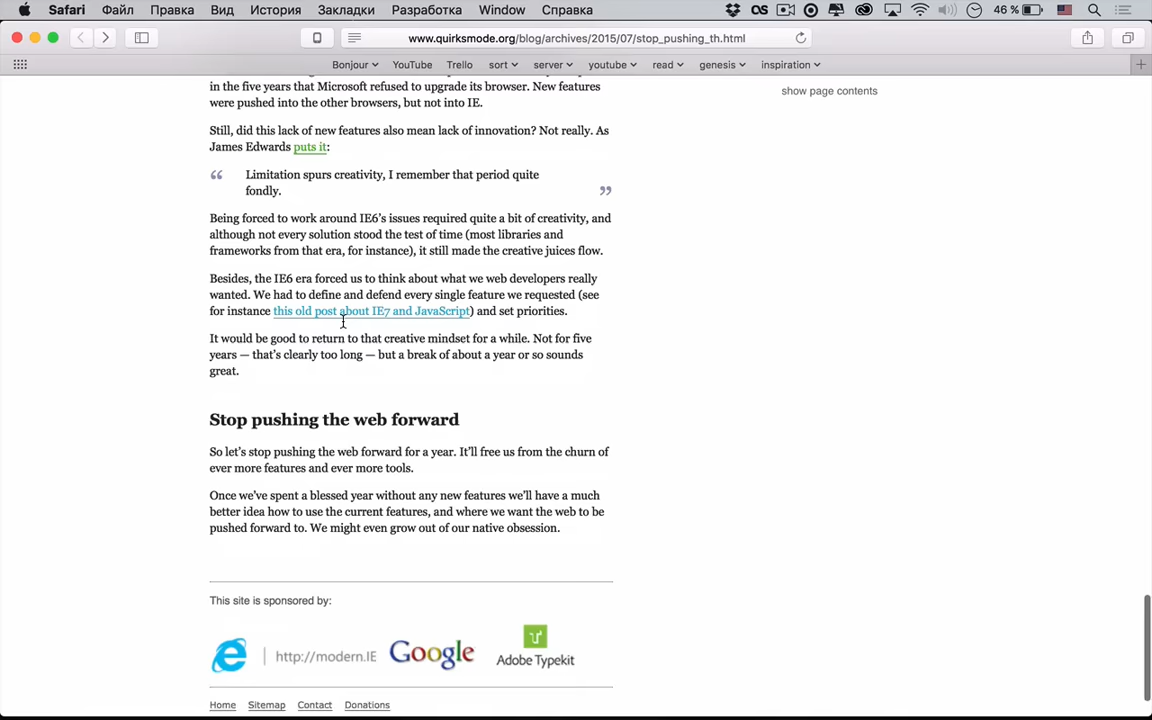 Safari Файл Правка Вид История Закладки Разработка Window Справка 46 %
www.quirksmode.org/blog/archives/2015/07/stop_pushing_th.html
Bonjour YouTube Trello sort server youtube read genesis inspiration
show page contents
in the five years that Microsoft refused to upgrade its browser. New features
were pushed into the other browsers, but not into IE.
Still, did this lack of new features also mean lack of innovation? Not really. As
James Edwards puts it:
“ Limitation spurs creativity, I remember that period quite
fondly. ”
Being forced to work around IE6’s issues required quite a bit of creativity, and
although not every solution stood the test of time (most libraries and
frameworks from that era, for instance), it still made the creative juices flow.
Besides, the IE6 era forced us to think about what we web developers really
wanted. We had to define and defend every single feature we requested (see
for instance this old post about IE7 and JavaScript) and set priorities.
It would be good to return to that creative mindset for a while. Not for five
years — that’s clearly too long — but a break of about a year or so sounds
great.
Stop pushing the web forward
So let’s stop pushing the web forward for a year. It’ll free us from the churn of
ever more features and ever more tools.
Once we’ve spent a blessed year without any new features we’ll have a much
better idea how to use the current features, and where we want the web to be
pushed forward to. We might even grow out of our native obsession.
This site is sponsored by:
http://modern.IE Google Adobe Typekit
Home Sitemap Contact Donations